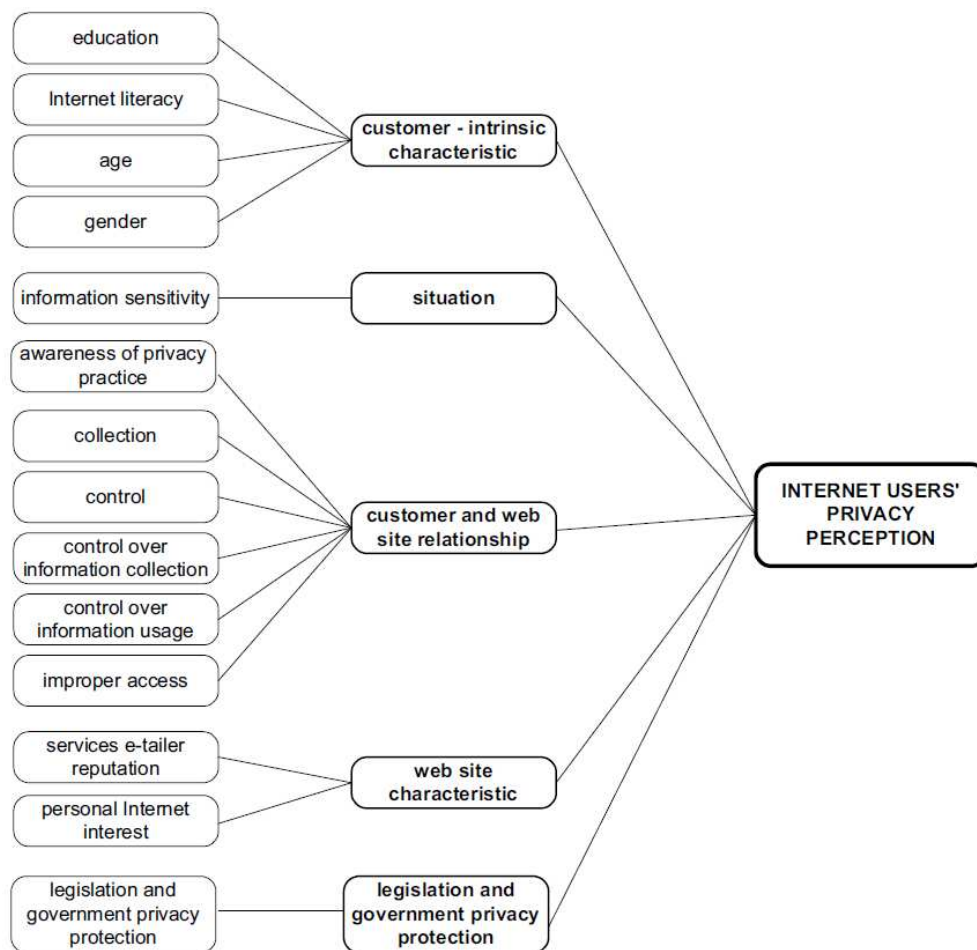 education
Internet literacy
age
gender
customer - intrinsic
characteristic
information sensitivity
situation
awareness of privacy
practice
collection
control
control over
information collection
control over
information usage
improper access
customer and web
site relationship
services e-tailer
reputation
personal Internet
interest
web site
characteristic
legislation and
government privacy
protection
legislation and
government privacy
protection
INTERNET USERS'
PRIVACY
PERCEPTION